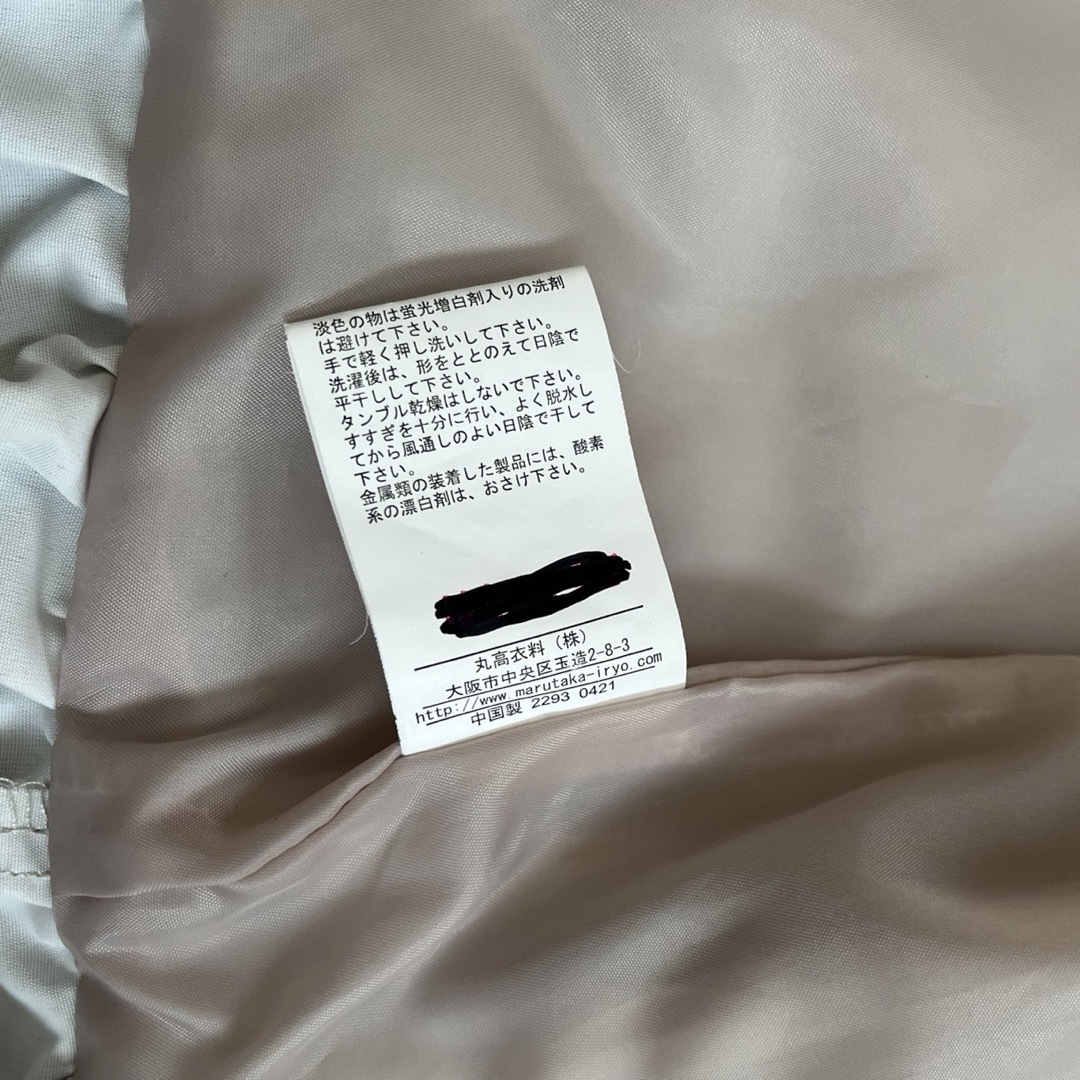 淡色の物は蛍光増白剤入りの洗剤
は避けて下さい。
手で軽く押し洗いして下さい。
洗濯後は、形をととのえて日陰で
平干しして下さい。
タンブル乾燥はしないで下さい。
すすぎを十分に行い、よく脱水し
てから風通しのよい日陰で干して
下さい。
金属類の装着した製品には、酸素
系の漂白剤は、おさけ下さい。
丸高衣料（株）
大阪市中央区玉造2-8-3
http://www.marutaka-iryo.com
中国製 2293 0421